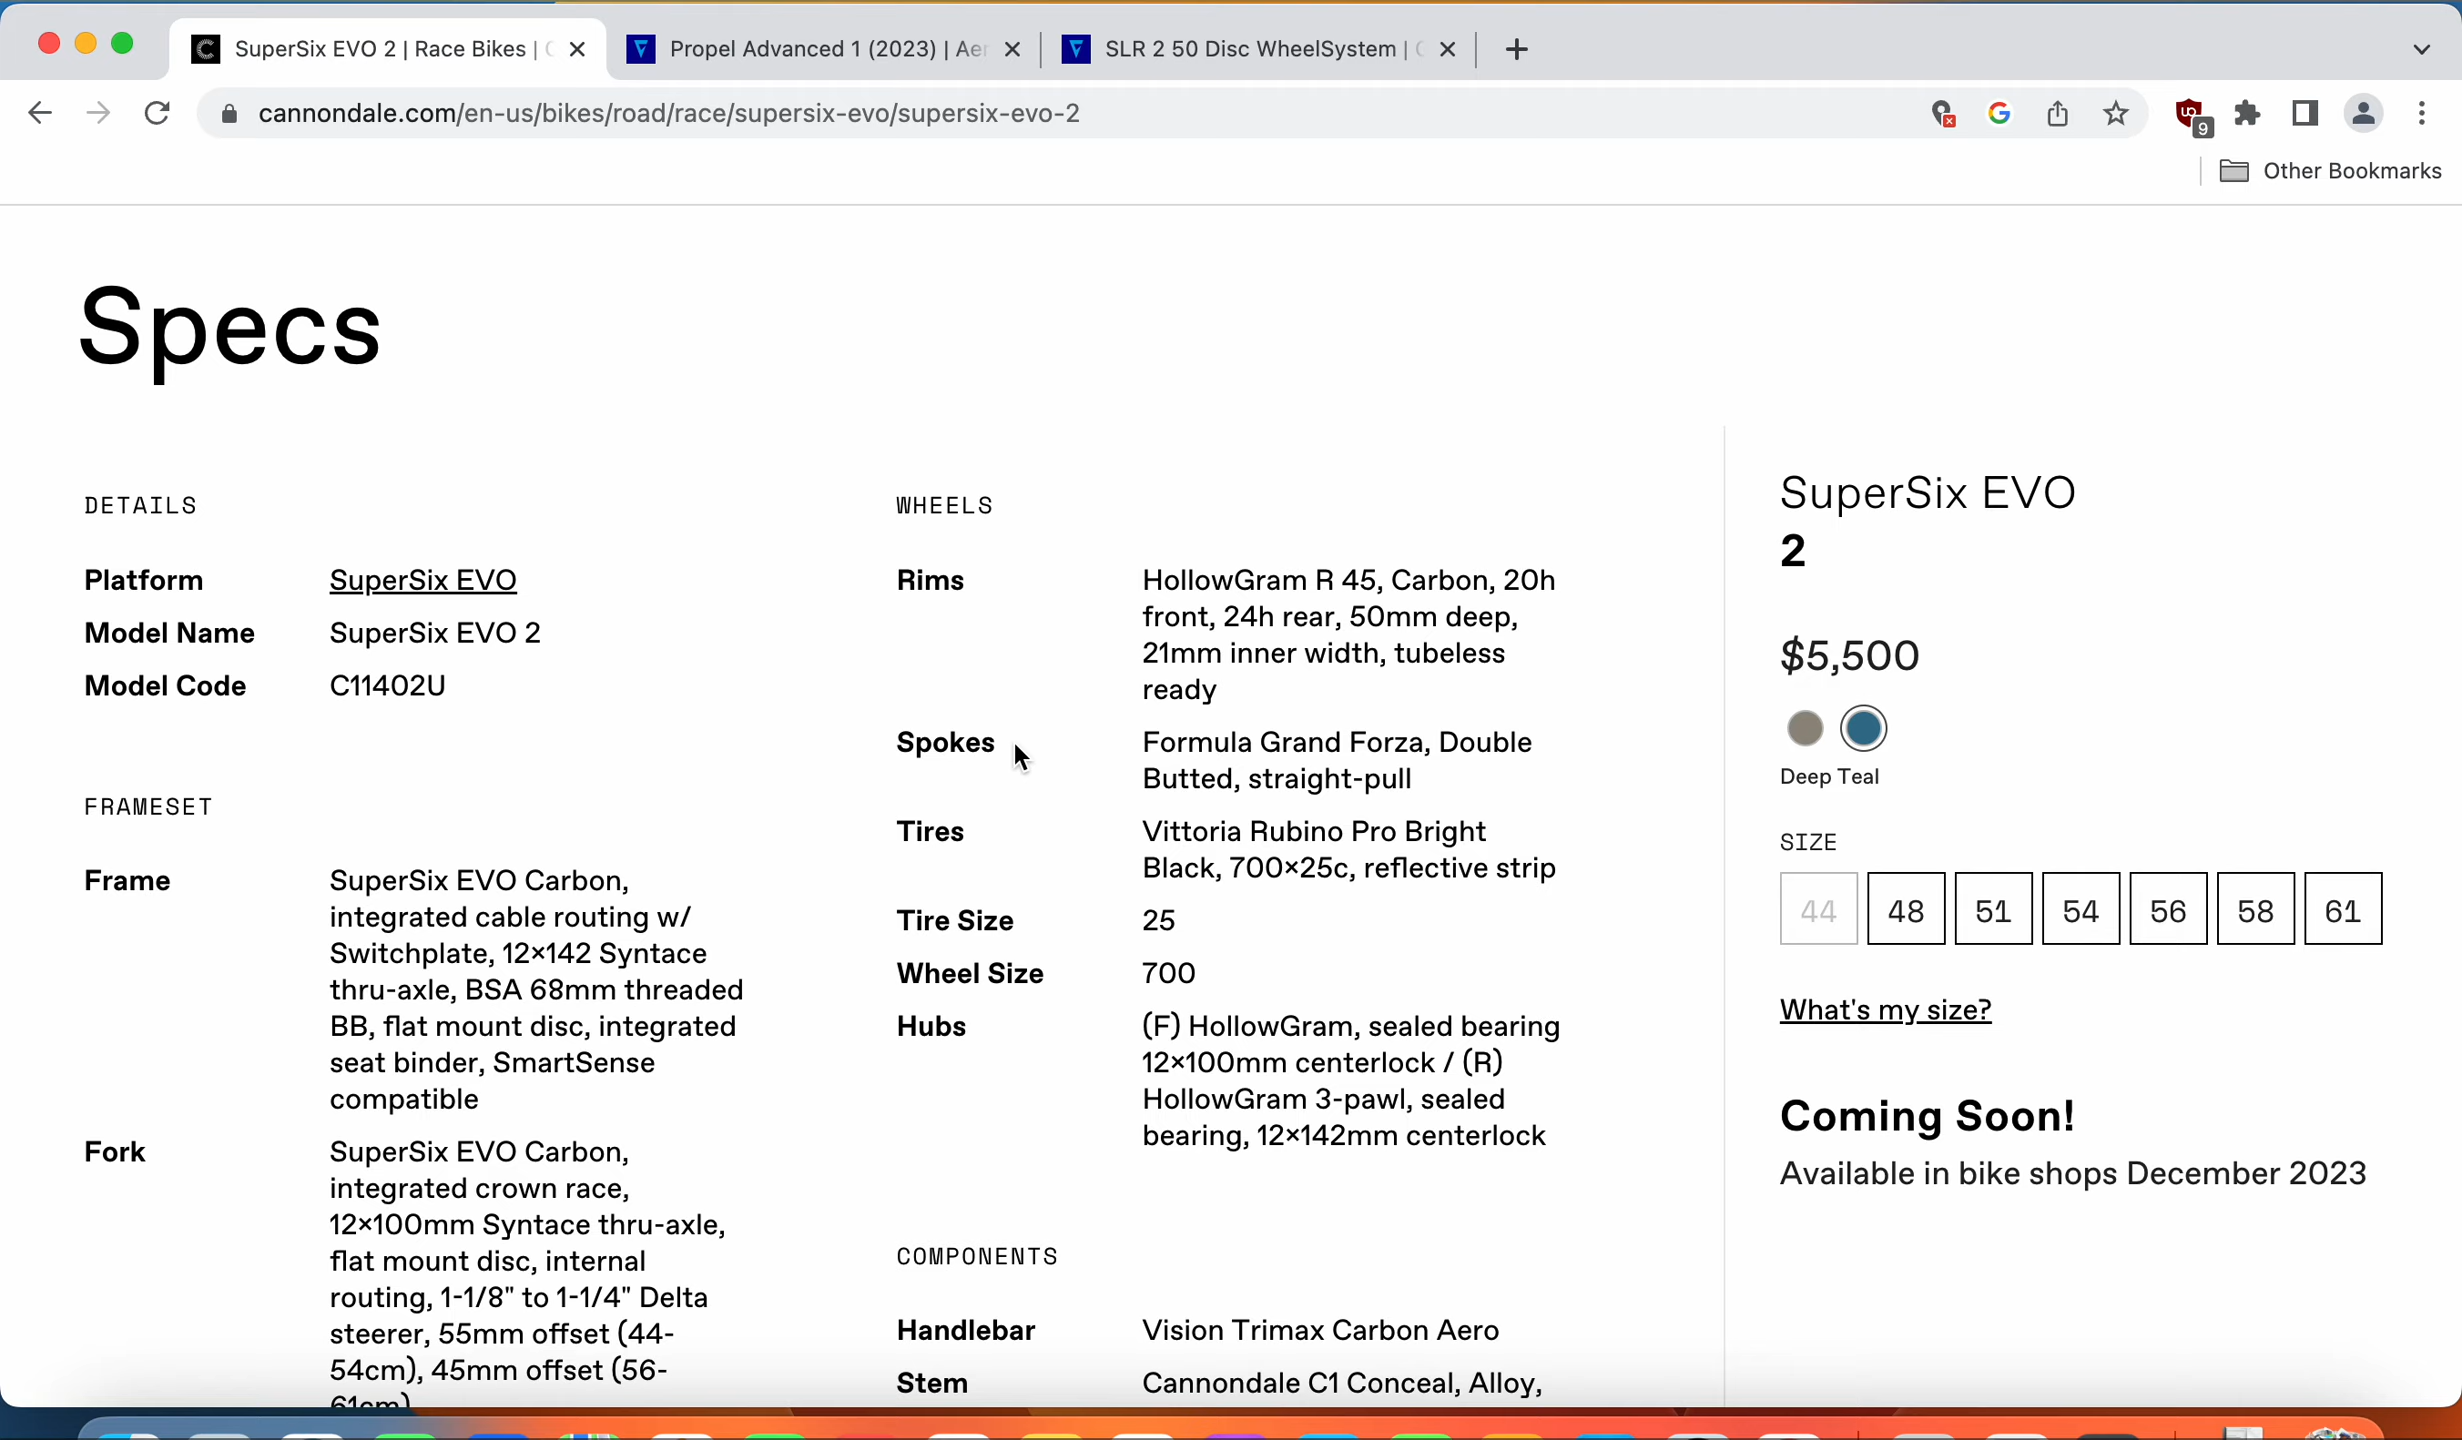 SuperSix EVO 2 | Race Bikes |
Propel Advanced 1 (2023) | Aer
SLR 2 50 Disc WheelSystem |
cannondale.com/en-us/bikes/road/race/supersix-evo/supersix-evo-2
9
Other Bookmarks
Specs
DETAILS
Platform SuperSix EVO
Model Name SuperSix EVO 2
Model Code C11402U
FRAMESET
Frame SuperSix EVO Carbon,
integrated cable routing w/
Switchplate, 12×142 Syntace
thru-axle, BSA 68mm threaded
BB, flat mount disc, integrated
seat binder, SmartSense
compatible
Fork SuperSix EVO Carbon,
integrated crown race,
12×100mm Syntace thru-axle,
flat mount disc, internal
routing, 1-1/8" to 1-1/4" Delta
steerer, 55mm offset (44-
54cm), 45mm offset (56-
61cm)
WHEELS
Rims HollowGram R 45, Carbon, 20h
front, 24h rear, 50mm deep,
21mm inner width, tubeless
ready
Spokes Formula Grand Forza, Double
Butted, straight-pull
Tires Vittoria Rubino Pro Bright
Black, 700×25c, reflective strip
Tire Size 25
Wheel Size 700
Hubs (F) HollowGram, sealed bearing
12×100mm centerlock / (R)
HollowGram 3-pawl, sealed
bearing, 12×142mm centerlock
COMPONENTS
Handlebar Vision Trimax Carbon Aero
Stem Cannondale C1 Conceal, Alloy,
SuperSix EVO
2
$5,500
Deep Teal
SIZE
44 48 51 54 56 58 61
What's my size?
Coming Soon!
Available in bike shops December 2023